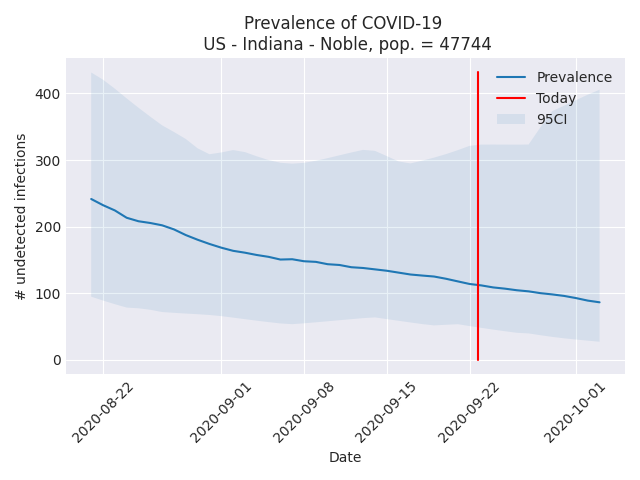 Prevalence of COVID-19
US - Indiana - Noble, pop. = 47744
Prevalence
Today
95CI
# undetected infections
400
300
200
100
0
2020-08-22
2020-09-01
2020-09-08
2020-09-15
2020-09-22
2020-10-01
Date